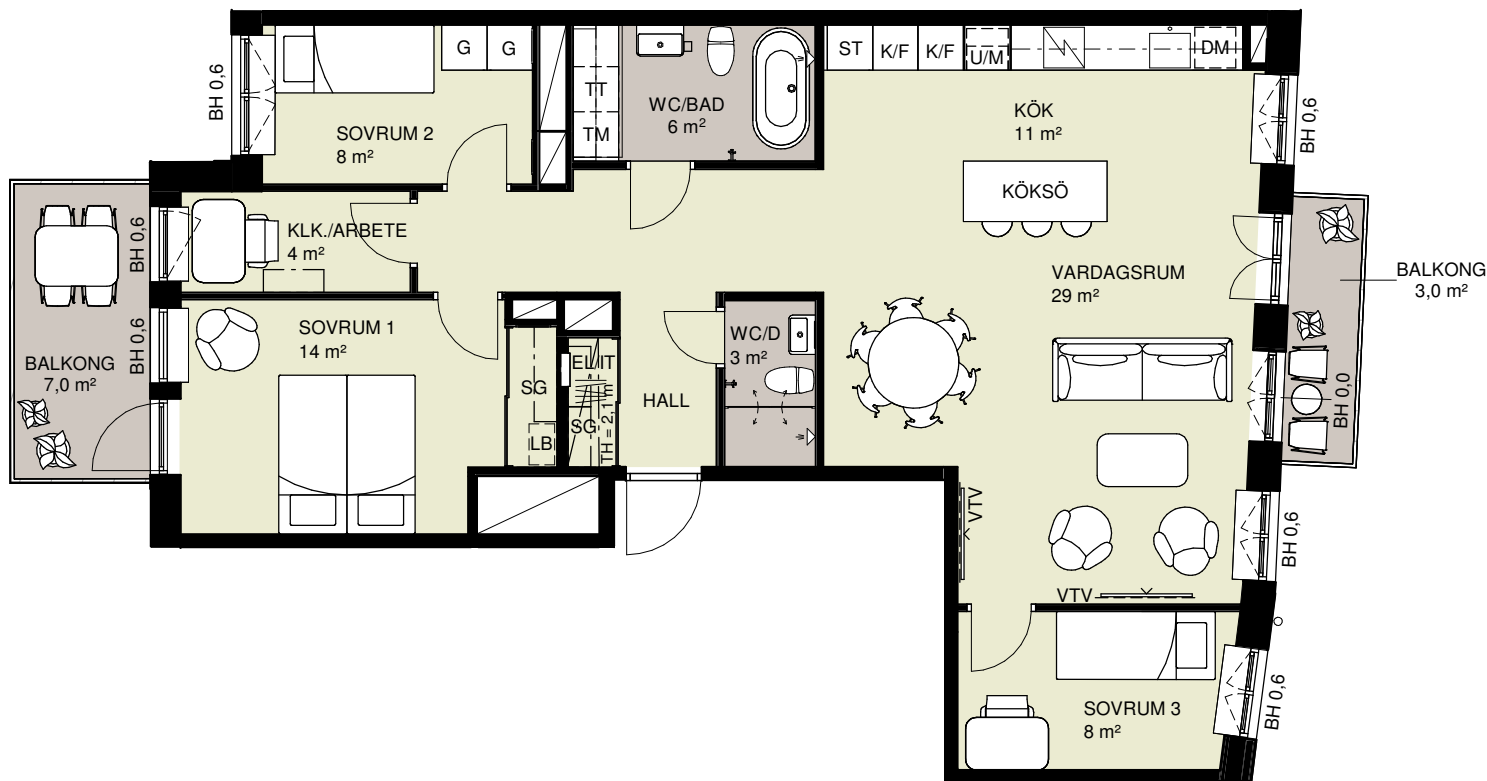 BH 0,6
G
G
ST
K/F
K/F
U/M
DM
TT
TM
WC/BAD
6 m²
KÖK
11 m²
BH 0,6
SOVRUM 2
8 m²
KÖKSÖ
BH 0,6
KLK./ARBETE
4 m²
VARDAGSRUM
29 m²
BALKONG
3,0 m²
BH 0,6
SOVRUM 1
14 m²
WC/D
3 m²
BALKONG
7,0 m²
SG
EL/IT
SG
TH = 2,1 m
LB
HALL
BH 0,0
VTV
BH 0,6
VTV
SOVRUM 3
8 m²
BH 0,6